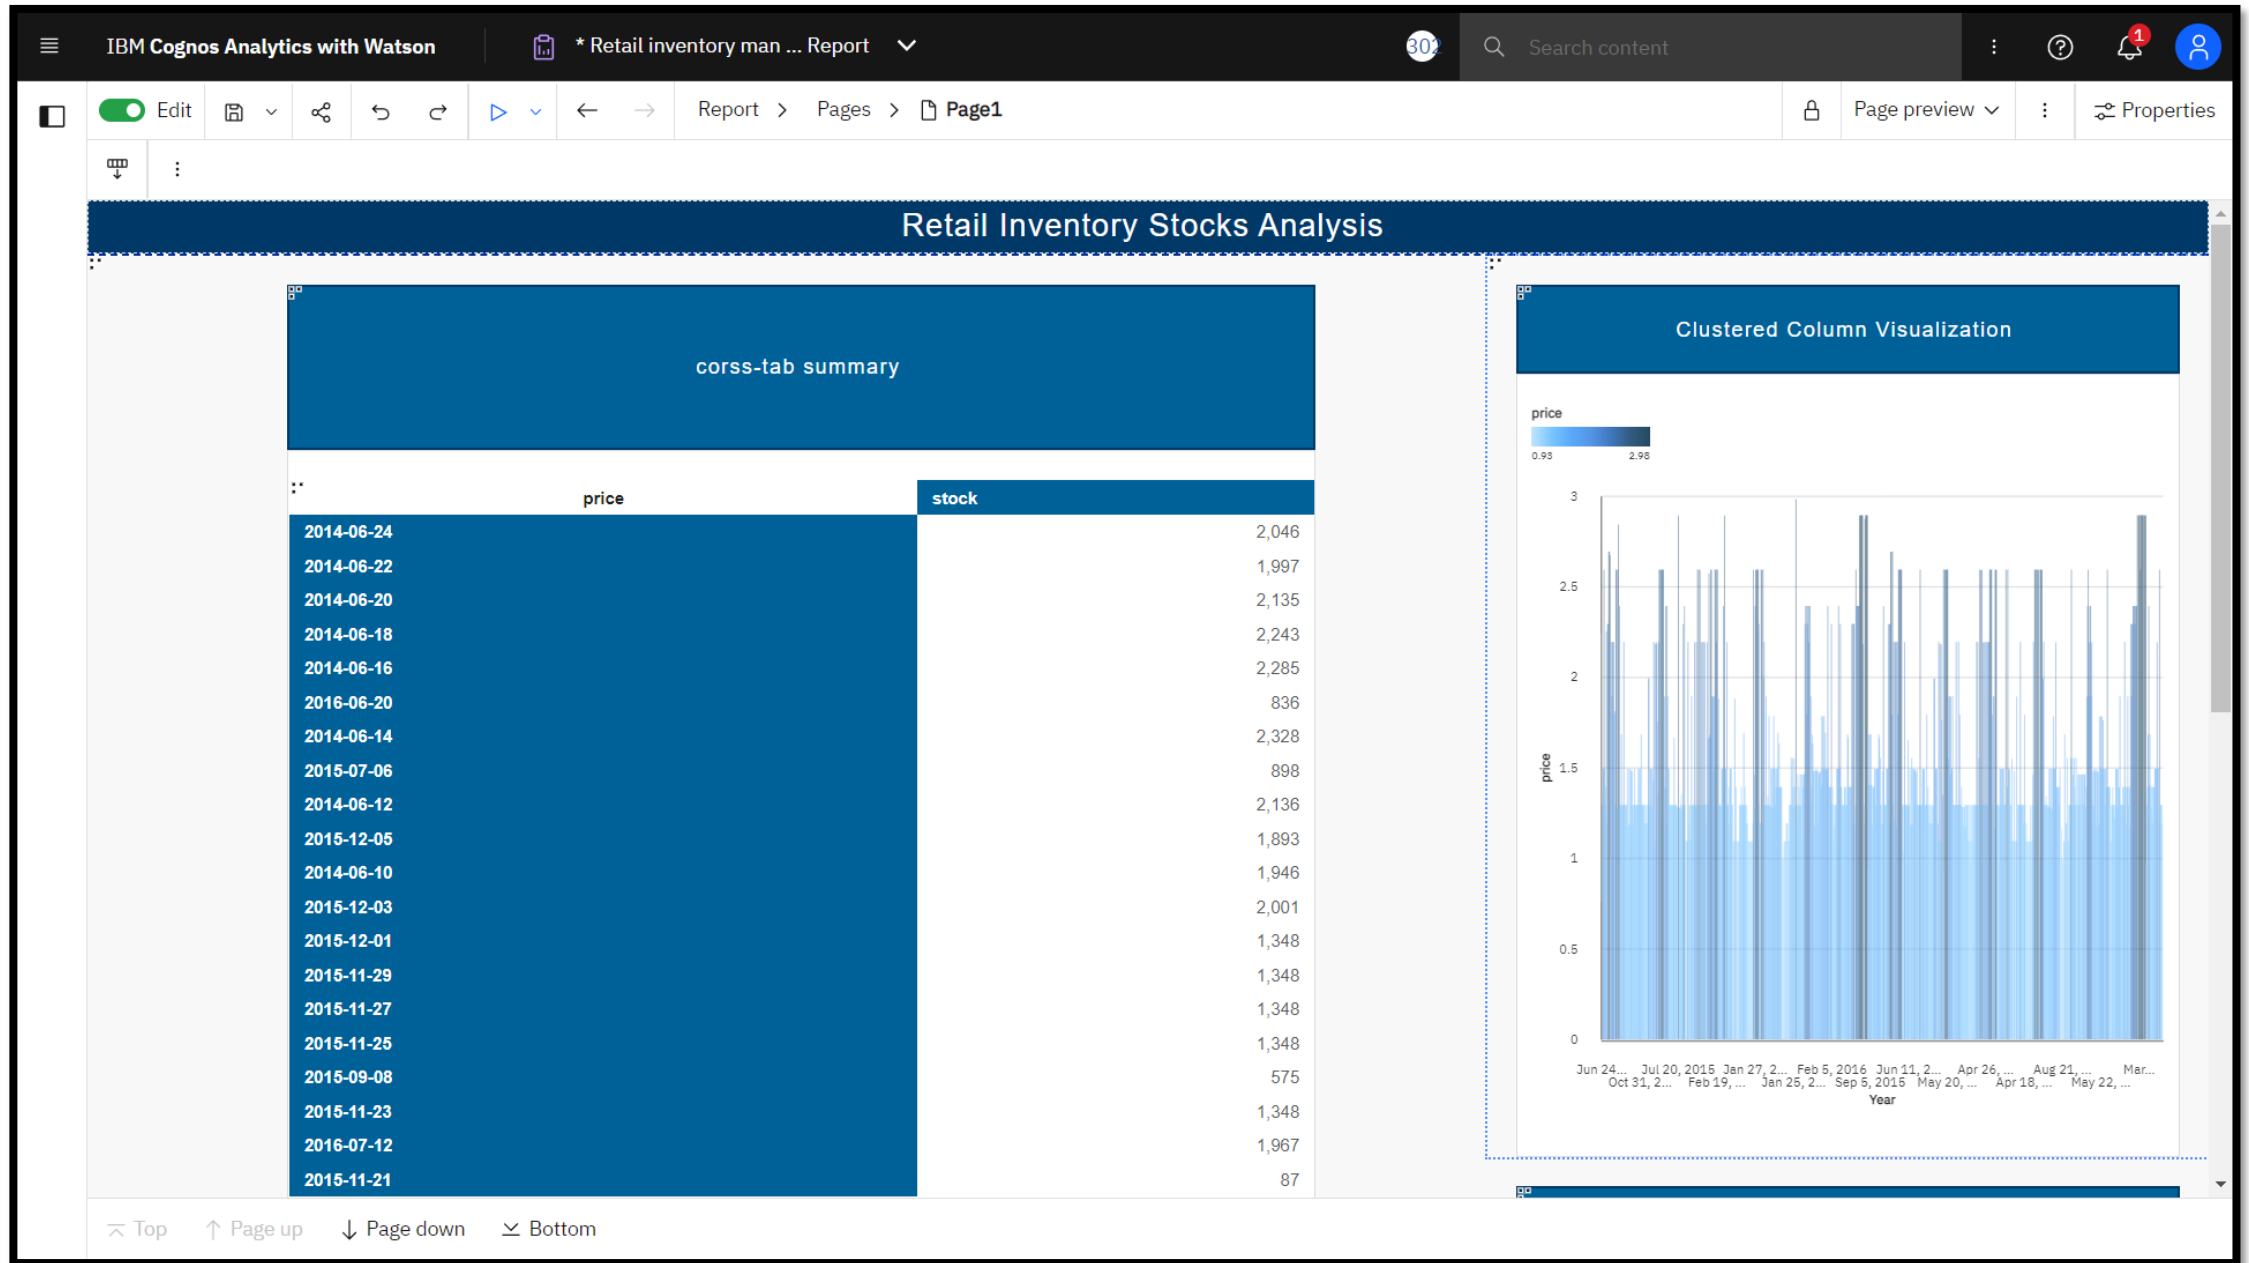 IBM Cognos Analytics with Watson
* Retail inventory man ... Report
302
Search content
1
Edit
Report > Pages > Page1
Page preview
Properties
Retail Inventory Stocks Analysis
corss-tab summary
price stock
2014-06-24 2,046
2014-06-22 1,997
2014-06-20 2,135
2014-06-18 2,243
2014-06-16 2,285
2016-06-20 836
2014-06-14 2,328
2015-07-06 898
2014-06-12 2,136
2015-12-05 1,893
2014-06-10 1,946
2015-12-03 2,001
2015-12-01 1,348
2015-11-29 1,348
2015-11-27 1,348
2015-11-25 1,348
2015-09-08 575
2015-11-23 1,348
2016-07-12 1,967
2015-11-21 87
Clustered Column Visualization
price
0.93 2.98
3
2.5
2
1.5
1
0.5
0
price
Jun 24... Jul 20, 2015 Jan 27, 2... Feb 5, 2016 Jun 11, 2... Apr 26, ... Aug 21, ... Mar...
Oct 31, 2... Feb 19, ... Jan 25, 2... Sep 5, 2015 May 20, ... Apr 18, ... May 22, ...
Year
Top Page up Page down Bottom